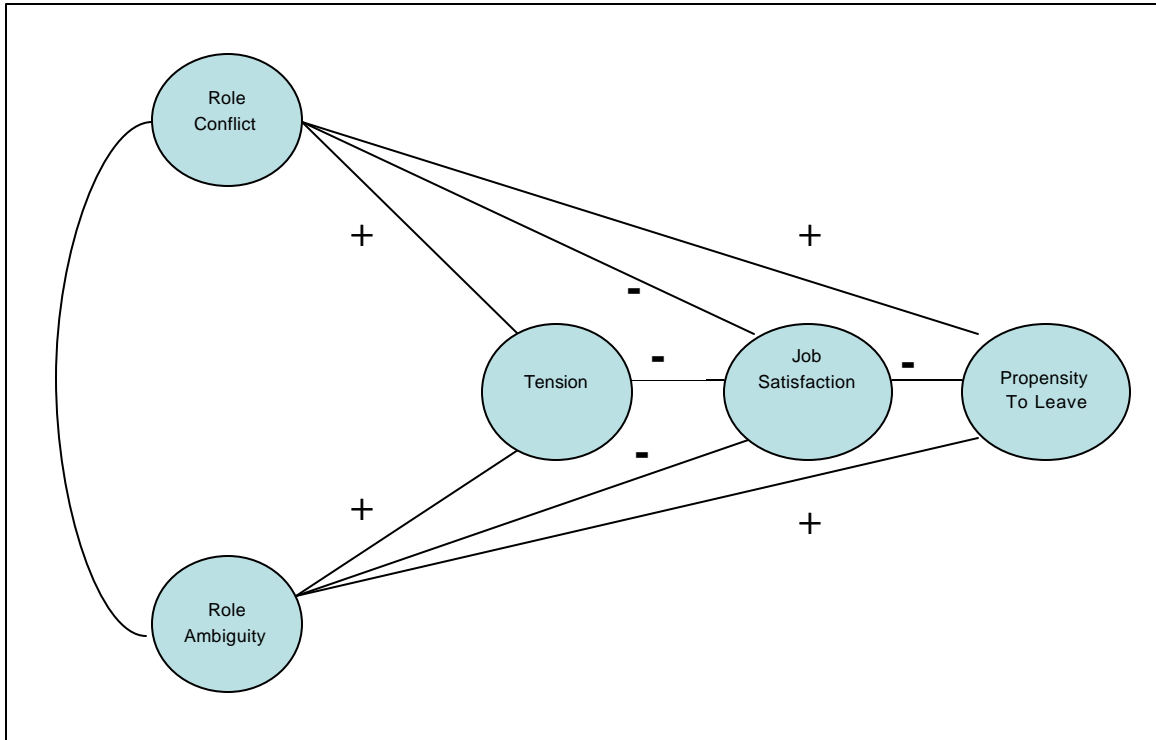 Role
Conflict
+
+
-
-
-
Job
Satisfaction
Tension
Propensity
To Leave
-
+
+
Role
Ambiguity